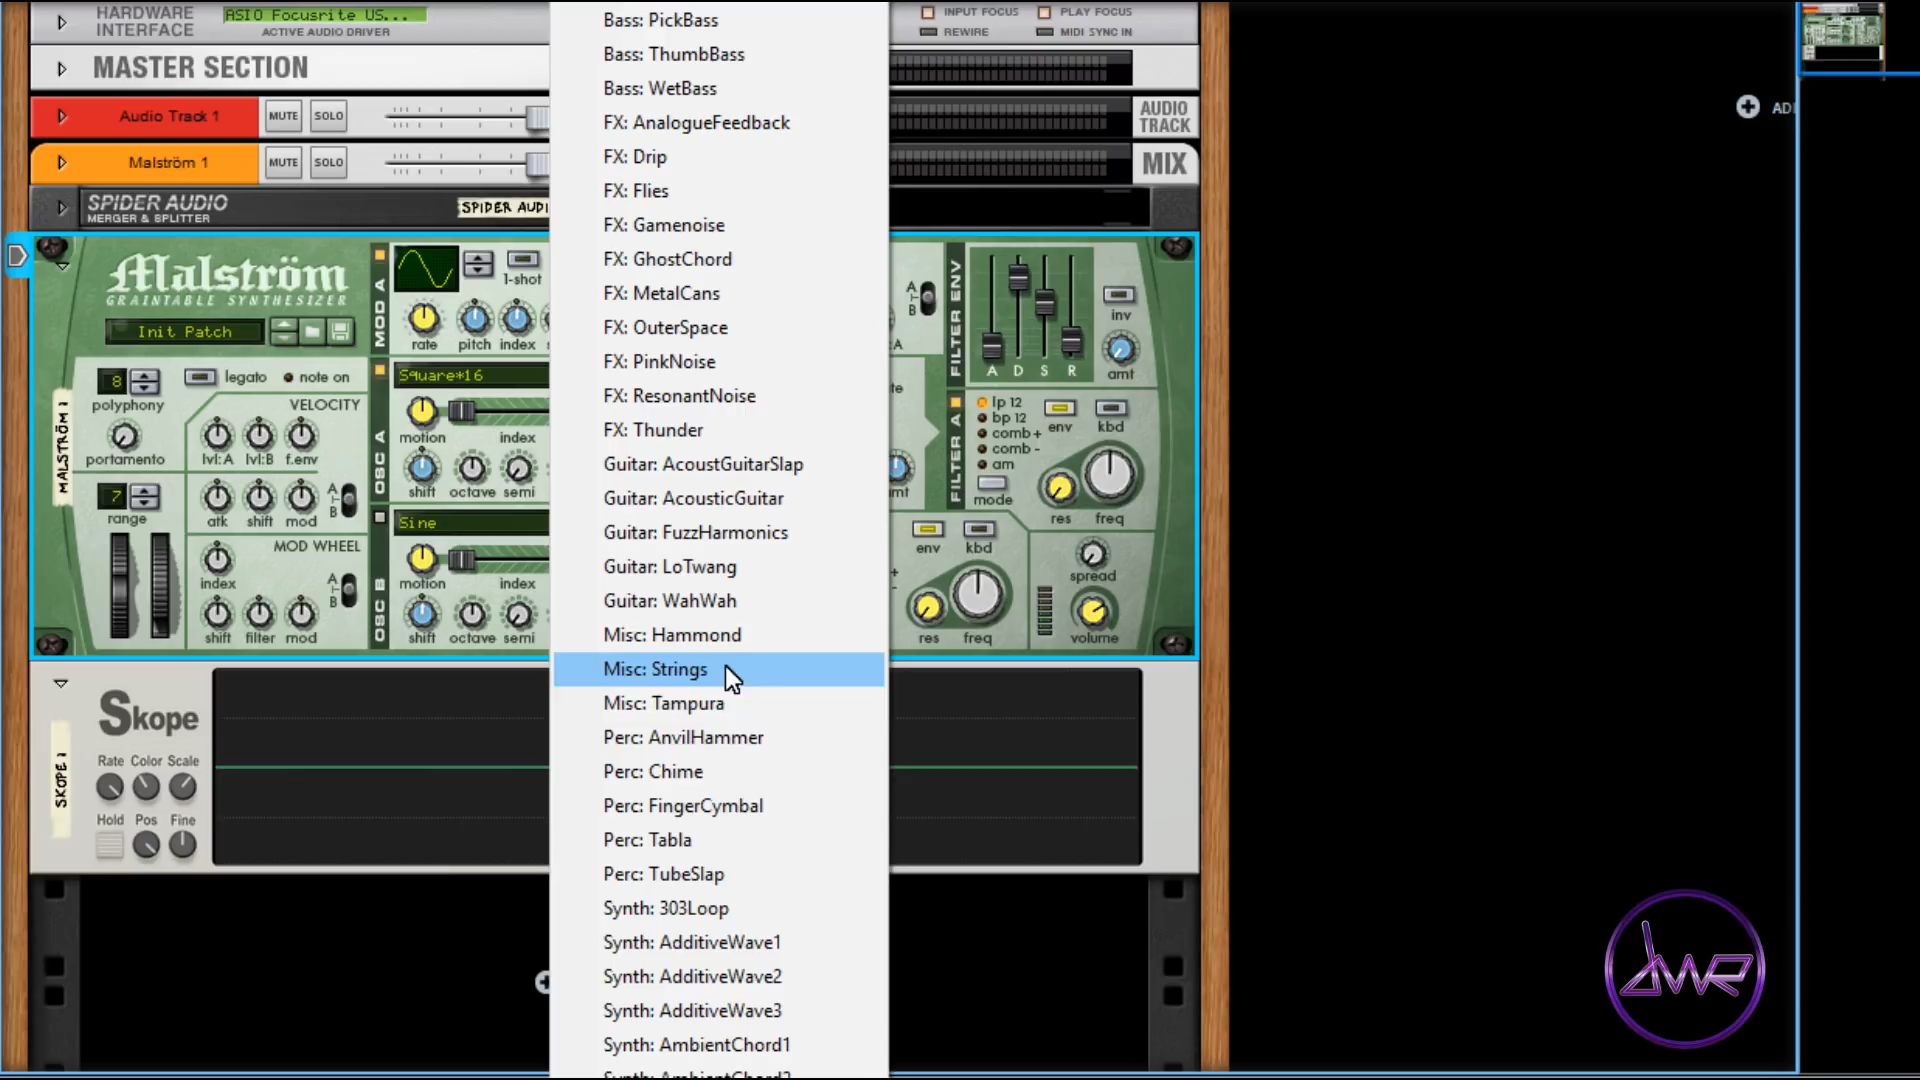 HARDWARE
INTERFACE
ASIO Focusrite US...
ACTIVE AUDIO DRIVER
INPUT FOCUS
PLAY FOCUS
REWIRE
MIDI SYNC IN
MASTER SECTION
Audio Track 1
MUTE
SOLO
AUDIO
TRACK
Malström 1
MUTE
SOLO
MIX
SPIDER AUDIO
MERGER & SPLITTER
SPIDER AUDI
Malström
GRAINTABLE SYNTHESIZER
Init Patch
MALSTRÖM 1
8
polyphony
legato
note on
portamento
VELOCITY
lvl:A
lvl:B
f.env
7
range
atk
shift
mod
A
B
MOD WHEEL
index
A
B
shift
filter
mod
MOD A
1-shot
rate
pitch
index
OSC A
Square*16
motion
index
shift
octave
semi
OSC B
Sine
motion
index
shift
octave
semi
Bass: PickBass
Bass: ThumbBass
Bass: WetBass
FX: AnalogueFeedback
FX: Drip
FX: Flies
FX: Gamenoise
FX: GhostChord
FX: MetalCans
FX: OuterSpace
FX: PinkNoise
FX: ResonantNoise
FX: Thunder
Guitar: AcoustGuitarSlap
Guitar: AcousticGuitar
Guitar: FuzzHarmonics
Guitar: LoTwang
Guitar: WahWah
Misc: Hammond
Misc: Strings
Misc: Tampura
Perc: AnvilHammer
Perc: Chime
Perc: FingerCymbal
Perc: Tabla
Perc: TubeSlap
Synth: 303Loop
Synth: AdditiveWave1
Synth: AdditiveWave2
Synth: AdditiveWave3
Synth: AmbientChord1
A
B
:A
FILTER ENV
A
D
S
R
inv
amt
FILTER A
lp 12
bp 12
comb +
comb -
am
mode
env
kbd
res
freq
env
kbd
res
freq
spread
volume
Skope
SKOPE 1
Rate
Color
Scale
Hold
Pos
Fine
dWR